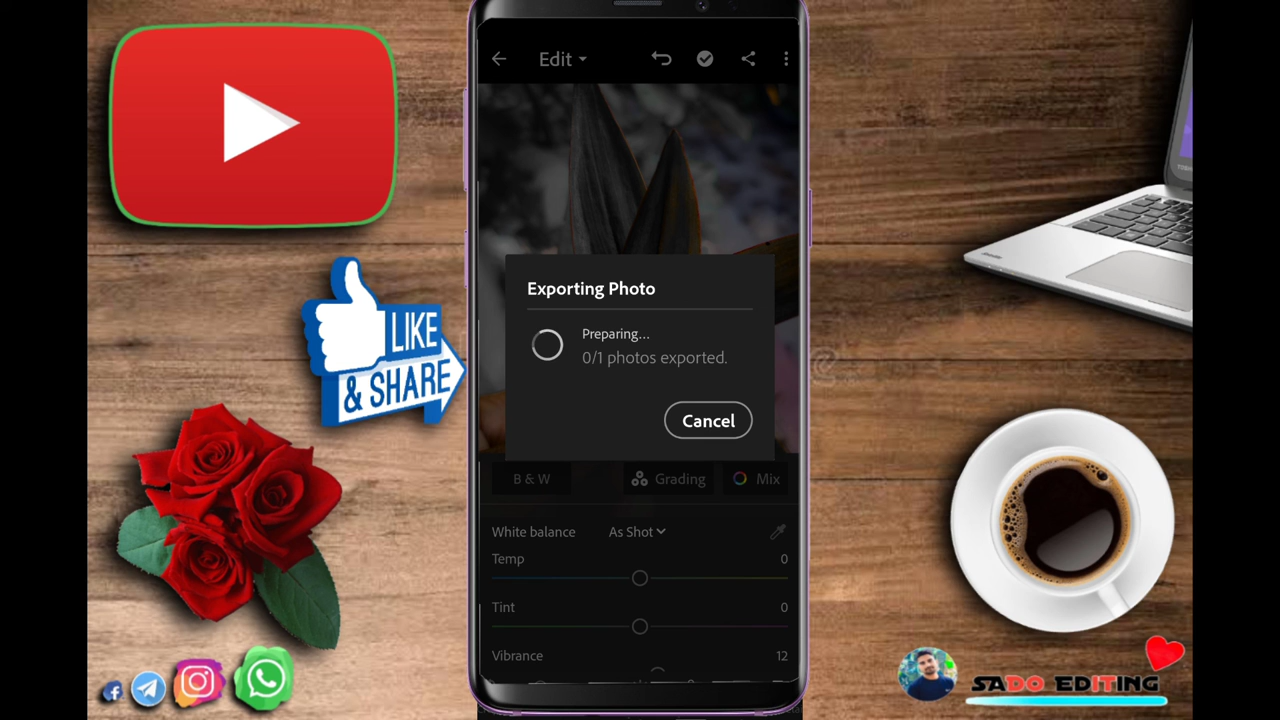 Edit
LIKE
& SHARE
Exporting Photo
Preparing...
0/1 photos exported.
Cancel
B & W
Grading
Mix
White balance
As Shot
Temp
0
Tint
0
Vibrance
12
SADO EDITING